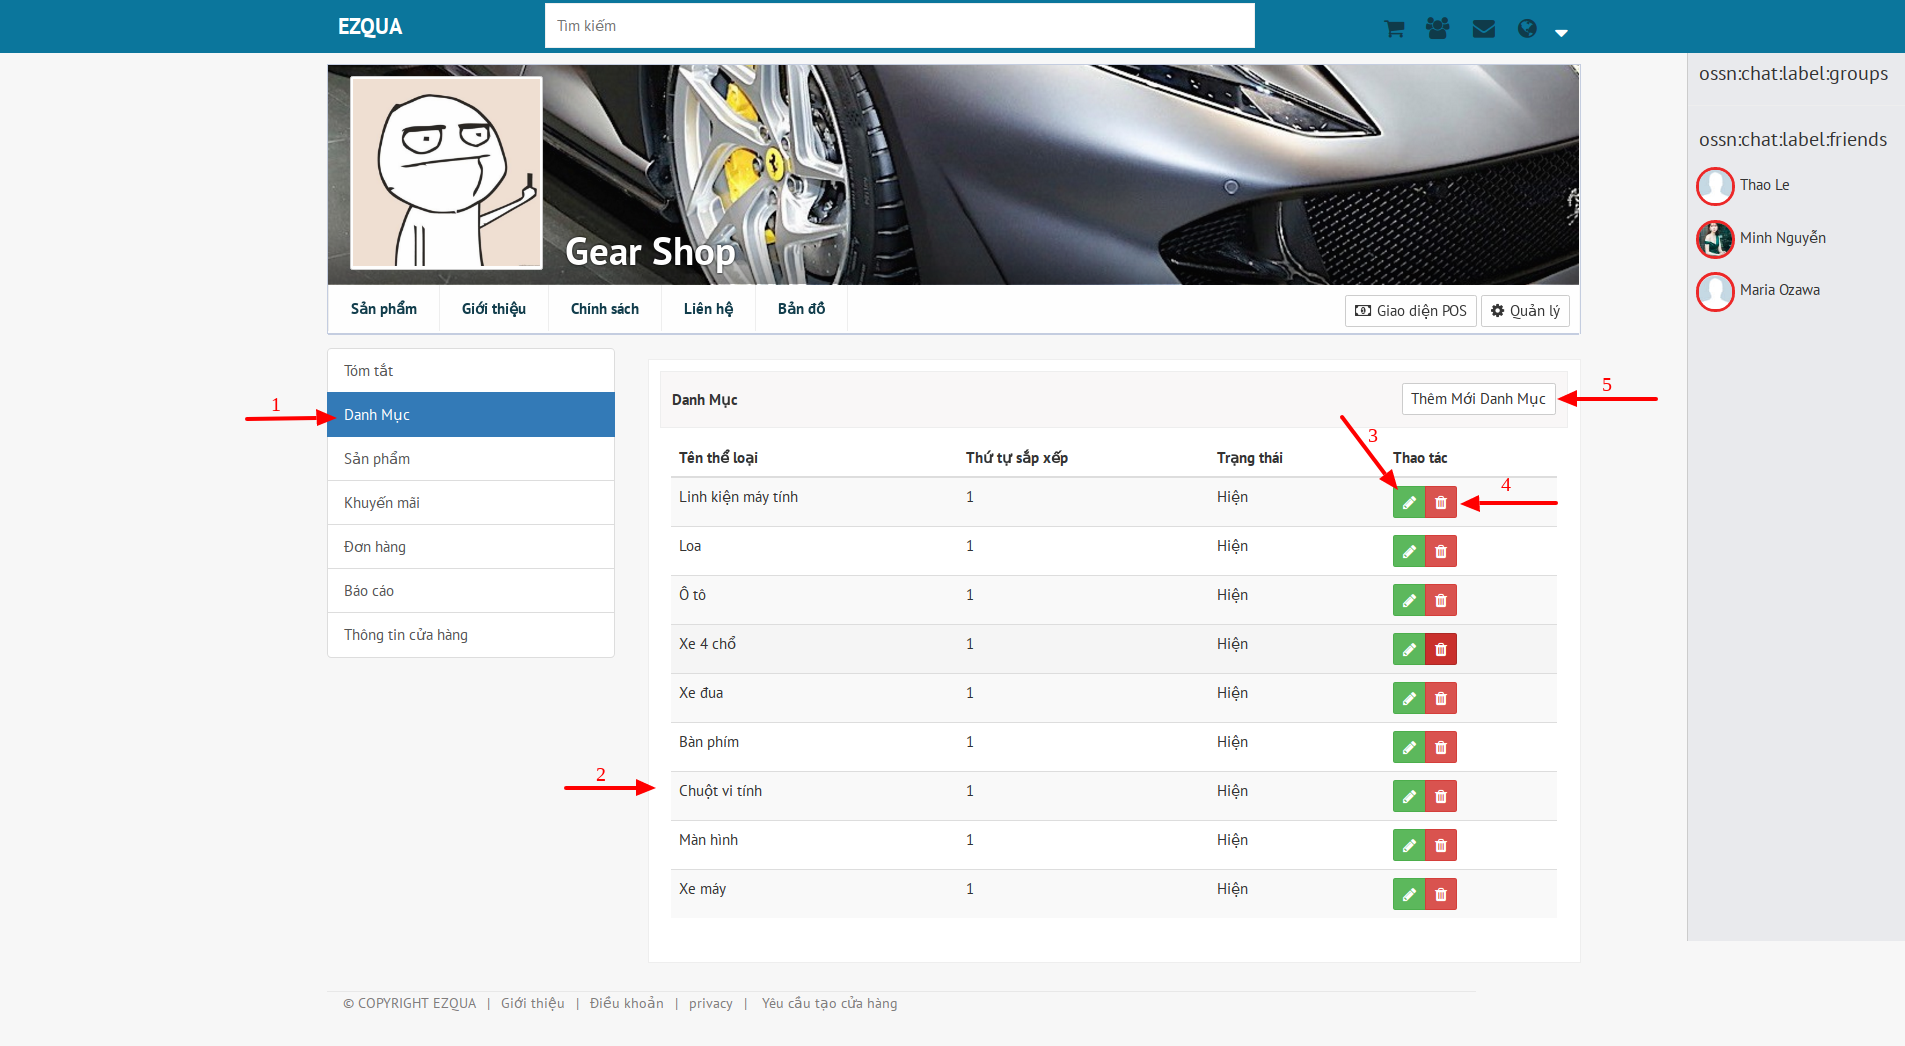 EZQUA
Tìm kiếm
ossn:chat:label:groups
ossn:chat:label:friends
Thao Le
Minh Nguyễn
Maria Ozawa
Gear Shop
Sản phẩm
Giới thiệu
Chính sách
Liên hệ
Bản đồ
Giao diện POS
Quản lý
Tóm tắt
1
Danh Mục
Sản phẩm
Khuyến mãi
Đơn hàng
Báo cáo
Thông tin cửa hàng
Danh Mục
Thêm Mới Danh Mục
5
3
Tên thể loại Thứ tự sắp xếp Trạng thái Thao tác
4
Linh kiện máy tính 1 Hiện
Loa 1 Hiện
Ô tô 1 Hiện
Xe 4 chổ 1 Hiện
Xe đua 1 Hiện
Bàn phím 1 Hiện
2
Chuột vi tính 1 Hiện
Màn hình 1 Hiện
Xe máy 1 Hiện
© COPYRIGHT EZQUA | Giới thiệu | Điều khoản | privacy | Yêu cầu tạo cửa hàng